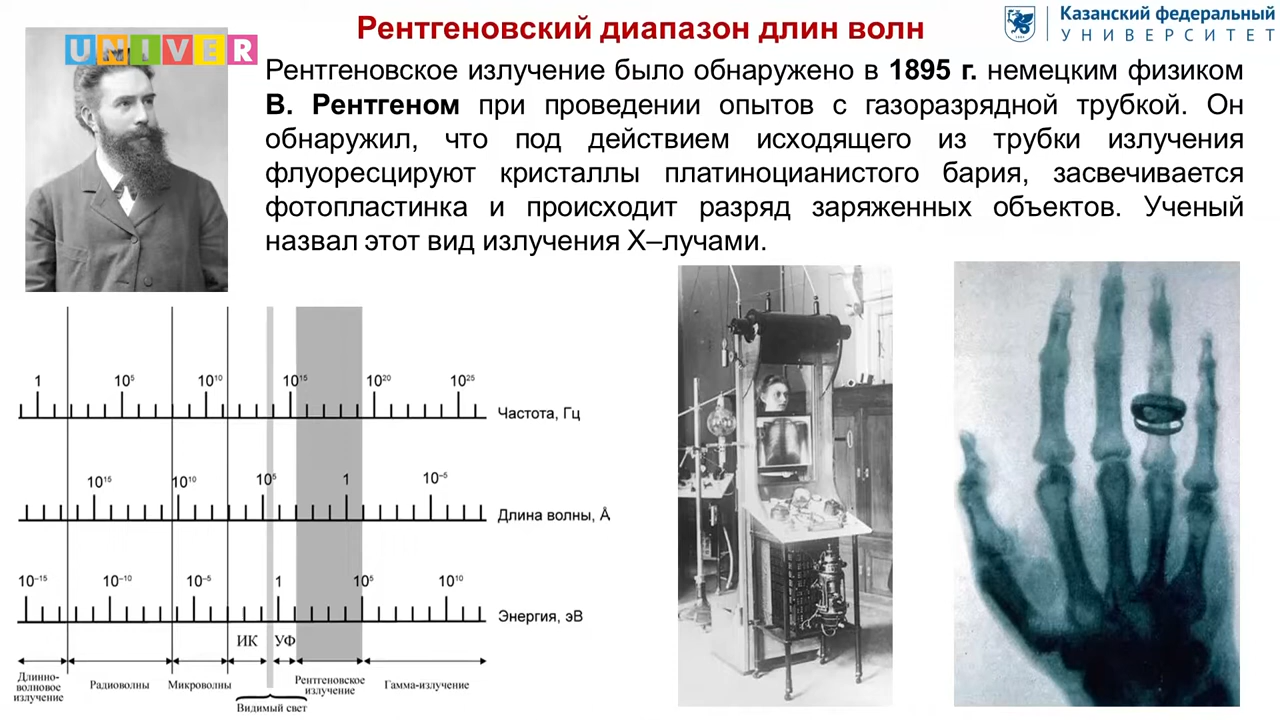 Рентгеновский диапазон длин волн
Казанский федеральный
УНИВЕРСИТЕТ
UNIVER
Рентгеновское излучение было обнаружено в 1895 г. немецким физиком
В. Рентгеном при проведении опытов с газоразрядной трубкой. Он
обнаружил, что под действием исходящего из трубки излучения
флуоресцируют кристаллы платиноцианистого бария, засвечивается
фотопластинка и происходит разряд заряженных объектов. Ученый
назвал этот вид излучения X–лучами.
1 10⁵ 10¹⁰ 10¹⁵ 10²⁰ 10²⁵
Частота, Гц
10¹⁵ 10¹⁰ 10⁵ 1 10⁻⁵
Длина волны, Å
10⁻¹⁵ 10⁻¹⁰ 10⁻⁵ 1 10⁵ 10¹⁰
Энергия, эВ
ИК УФ
Длинно-
волновое
излучение
Радиоволны
Микроволны
Рентгеновское
излучение
Гамма-излучение
Видимый свет